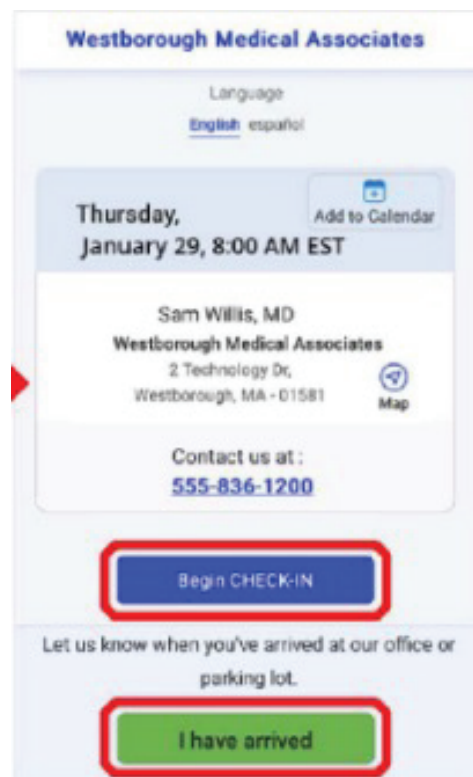 Westborough Medical Associates
Language
English español
Add to Calendar
Thursday,
January 29, 8:00 AM EST
Sam Willis, MD
Westborough Medical Associates
2 Technology Dr,
Westborough, MA - 01581
Map
Contact us at :
555-836-1200
Begin CHECK-IN
Let us know when you've arrived at our office or
parking lot.
I have arrived